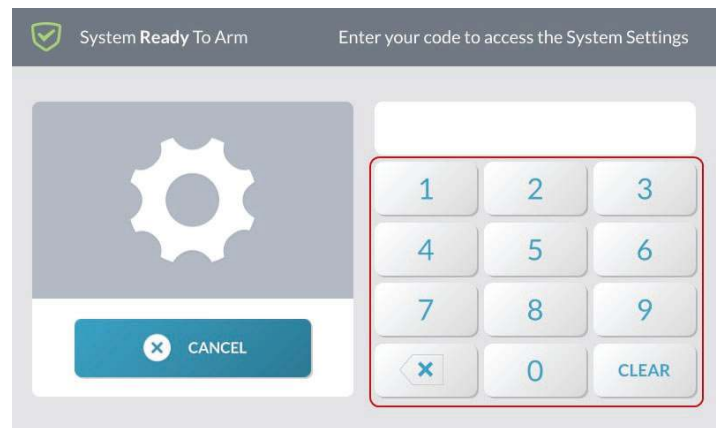 System Ready To Arm
Enter your code to access the System Settings
1 2 3
4 5 6
7 8 9
0 CLEAR
CANCEL